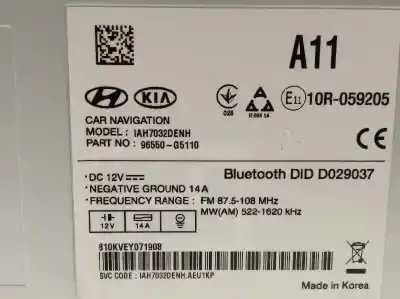 A11
KIA
028
E11 10R-059205
CAR NAVIGATION
MODEL : IAH7032DENH
PART NO : 96550-G5110
CE
Bluetooth DID D029037
DC 12V
NEGATIVE GROUND 14A
FREQUENCY RANGE : FM 87.5-108 MHz
MW(AM) 522-1620 kHz
12V 14A
810KVEY071908
SVC CODE : IAH7032DENH.AEU1KP
Made in Korea